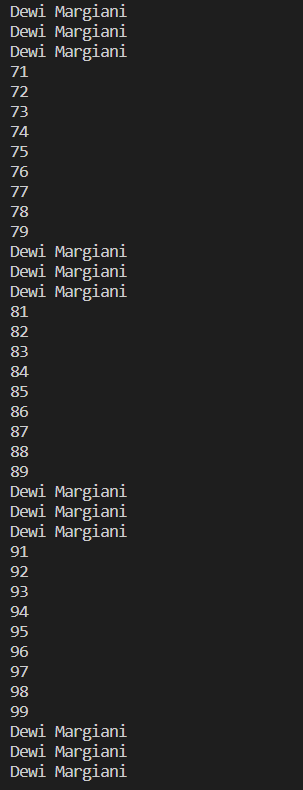 Dewi Margiani
Dewi Margiani
Dewi Margiani
71
72
73
74
75
76
77
78
79
Dewi Margiani
Dewi Margiani
Dewi Margiani
81
82
83
84
85
86
87
88
89
Dewi Margiani
Dewi Margiani
Dewi Margiani
91
92
93
94
95
96
97
98
99
Dewi Margiani
Dewi Margiani
Dewi Margiani